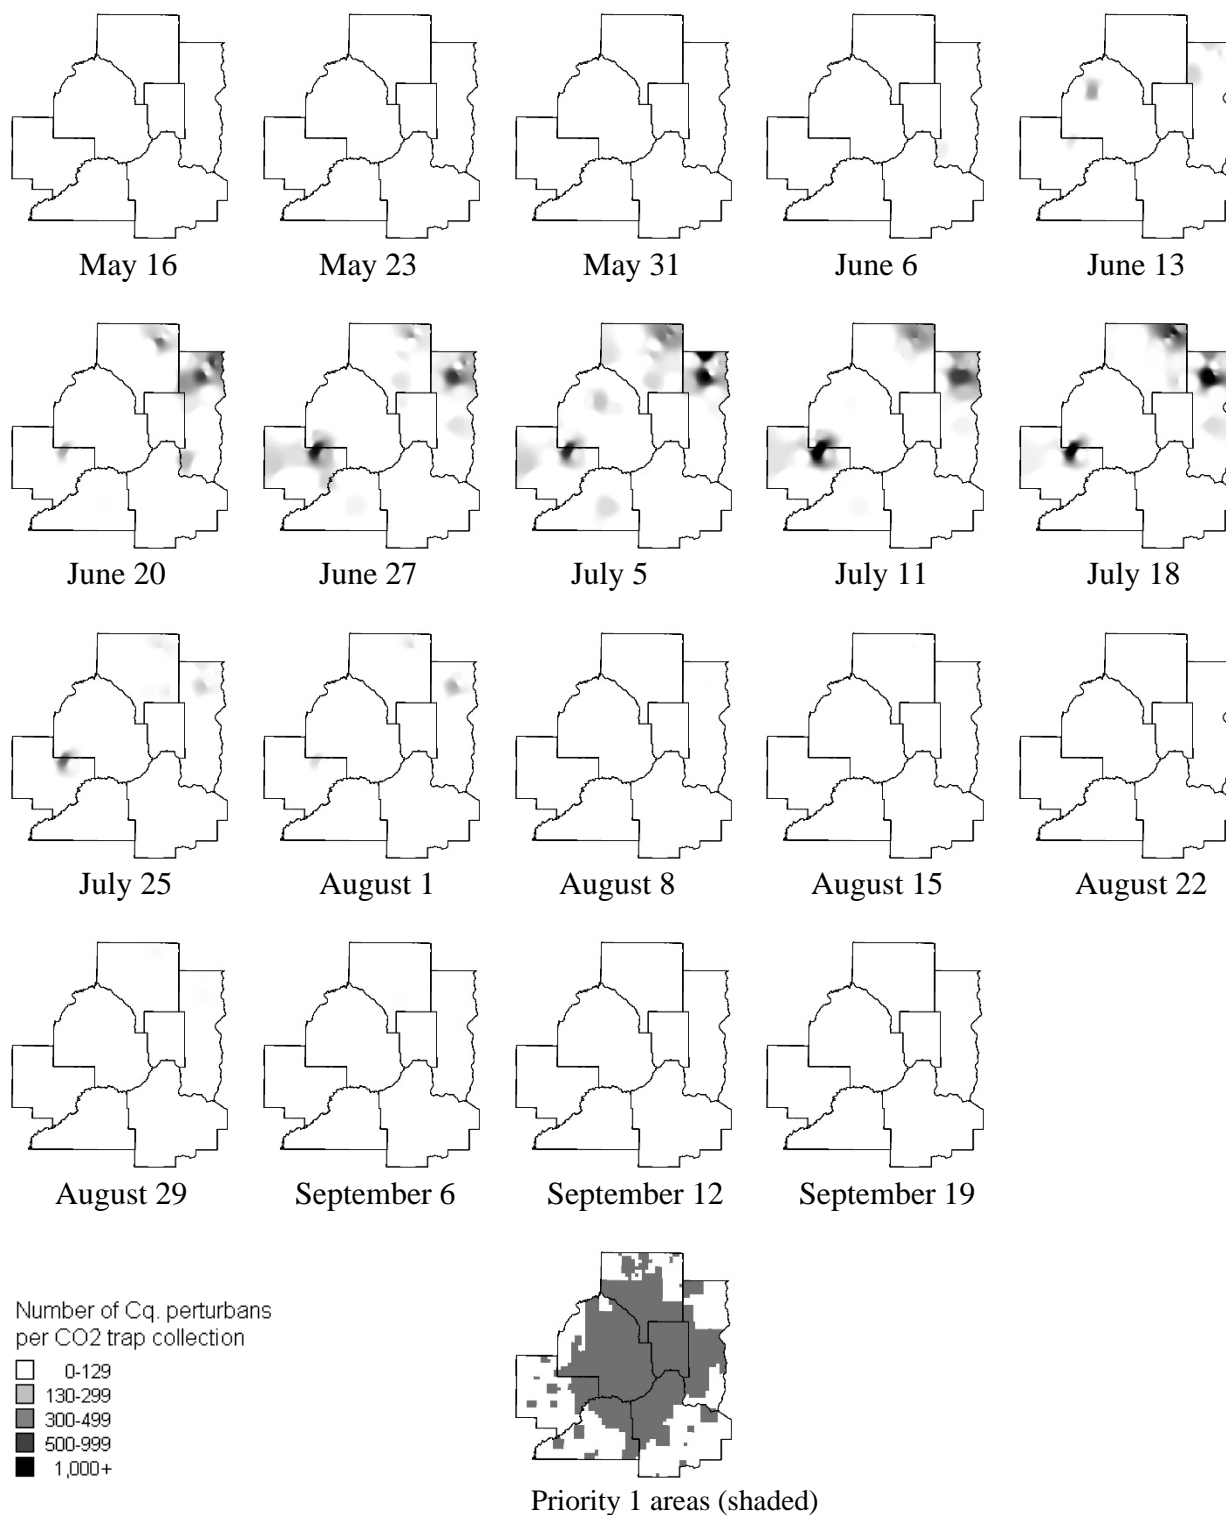 May 16
May 23
May 31
June 6
June 13
June 20
June 27
July 5
July 11
July 18
July 25
August 1
August 8
August 15
August 22
August 29
September 6
September 12
September 19
Number of Cq. perturbans
per CO2 trap collection
0-129
130-299
300-499
500-999
1,000+
Priority 1 areas (shaded)